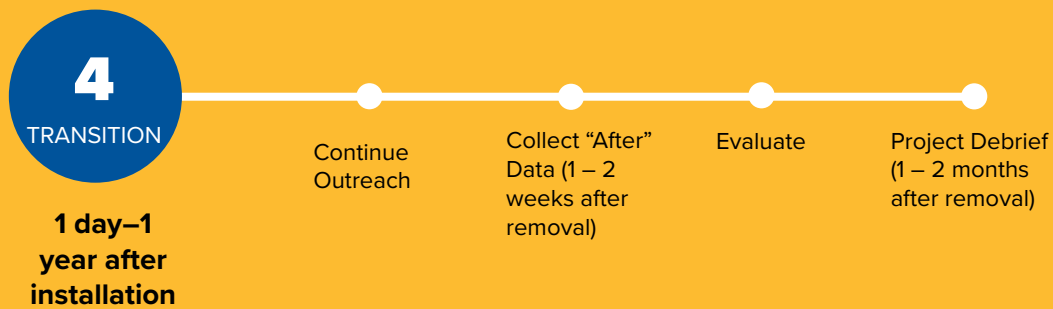 4
TRANSITION
1 day–1
year after
installation
Continue
Outreach
Collect “After”
Data (1 – 2
weeks after
removal)
Evaluate
Project Debrief
(1 – 2 months
after removal)